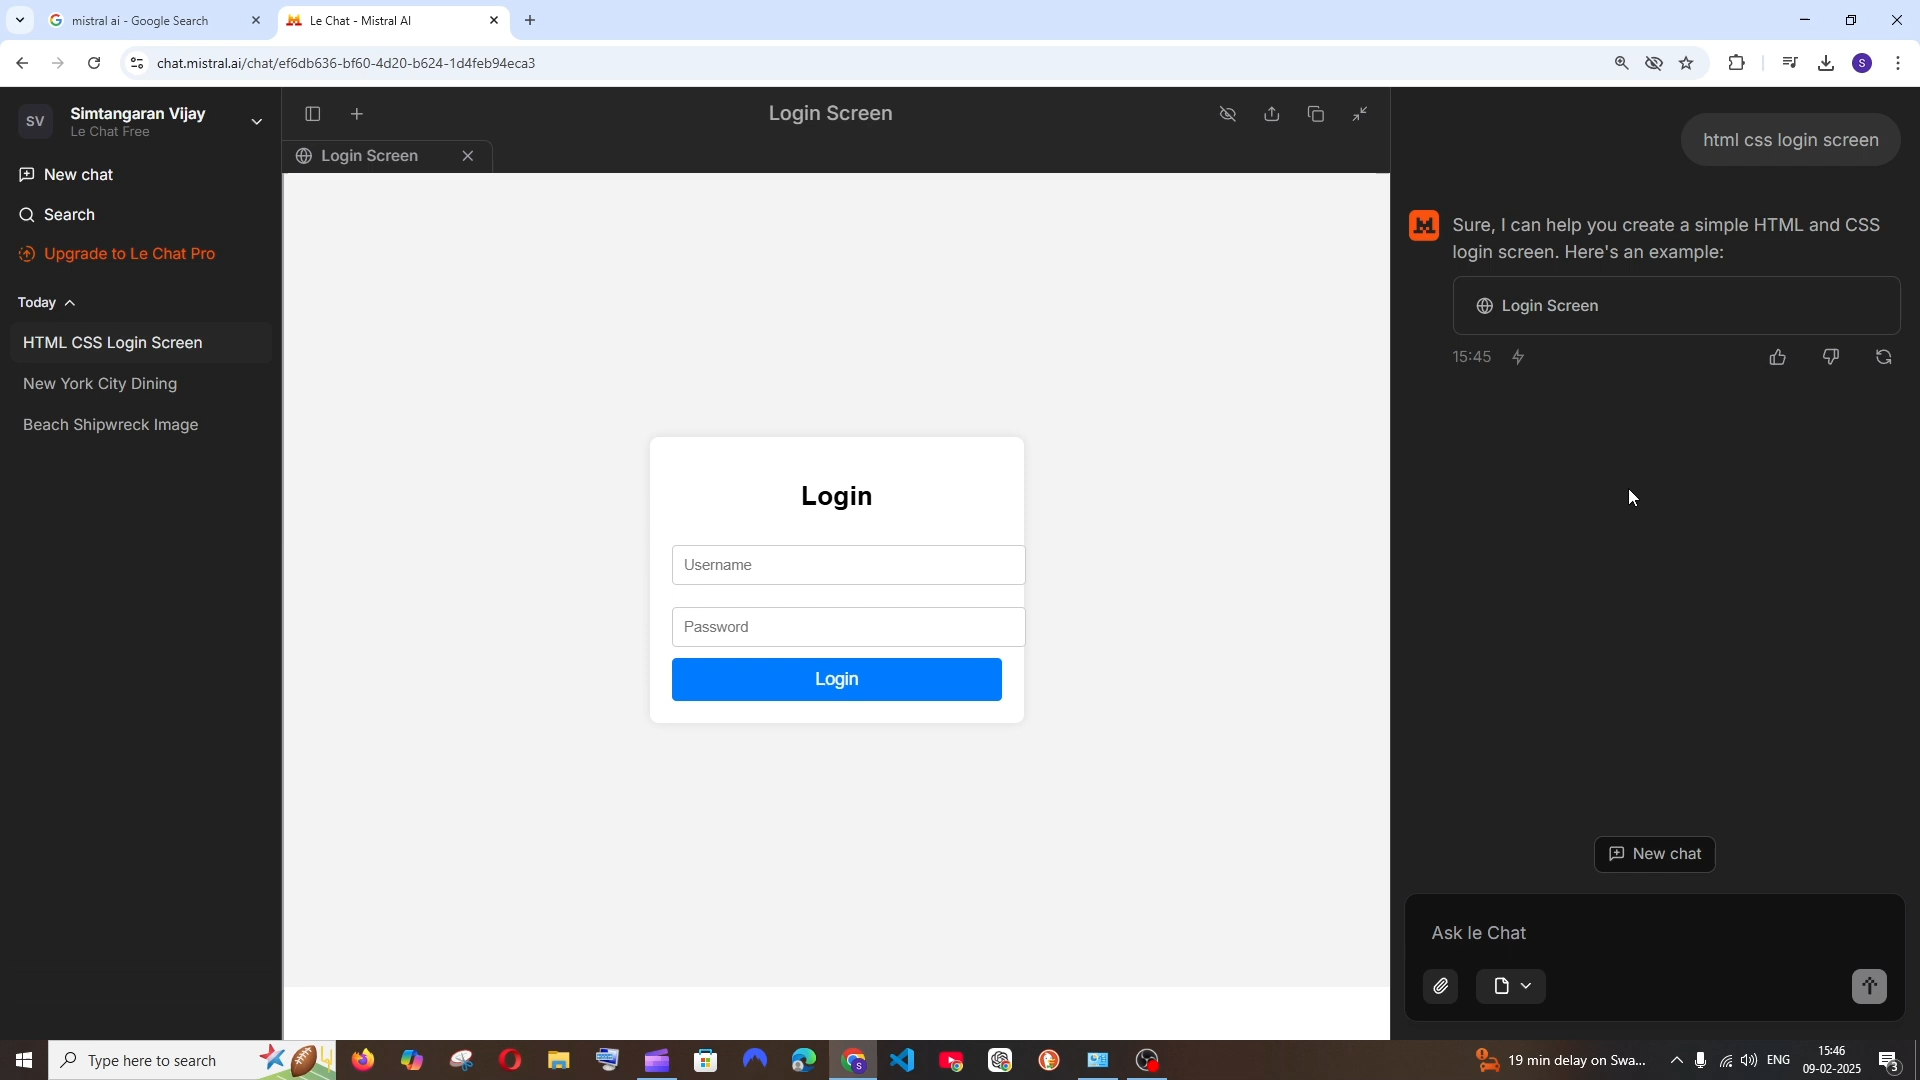 mistral ai - Google Search
Le Chat - Mistral AI
chat.mistral.ai/chat/ef6db636-bf60-4d20-b624-1d4feb94eca3
S
SV
Simtangaran Vijay
Le Chat Free
New chat
Search
Upgrade to Le Chat Pro
Today
HTML CSS Login Screen
New York City Dining
Beach Shipwreck Image
Login Screen
Login Screen
Login
Username
Password
Login
html css login screen
Sure, I can help you create a simple HTML and CSS
login screen. Here's an example:
Login Screen
15:45
New chat
Ask le Chat
Type here to search
S
19 min delay on Swa...
ENG
15:46
09-02-2025
3